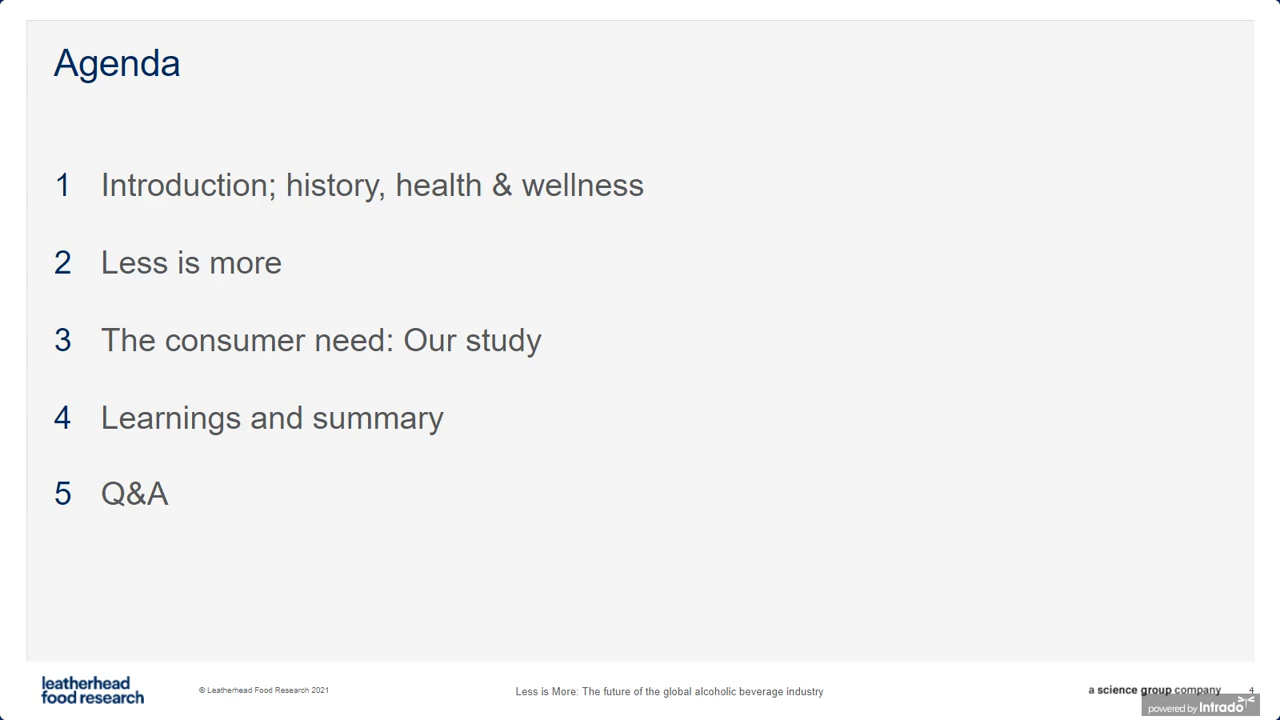 Agenda
1 Introduction; history, health & wellness
2 Less is more
3 The consumer need: Our study
4 Learnings and summary
5 Q&A
leatherhead
food research
© Leatherhead Food Research 2021
Less is More: The future of the global alcoholic beverage industry
a science group company
4
powered by Intrado